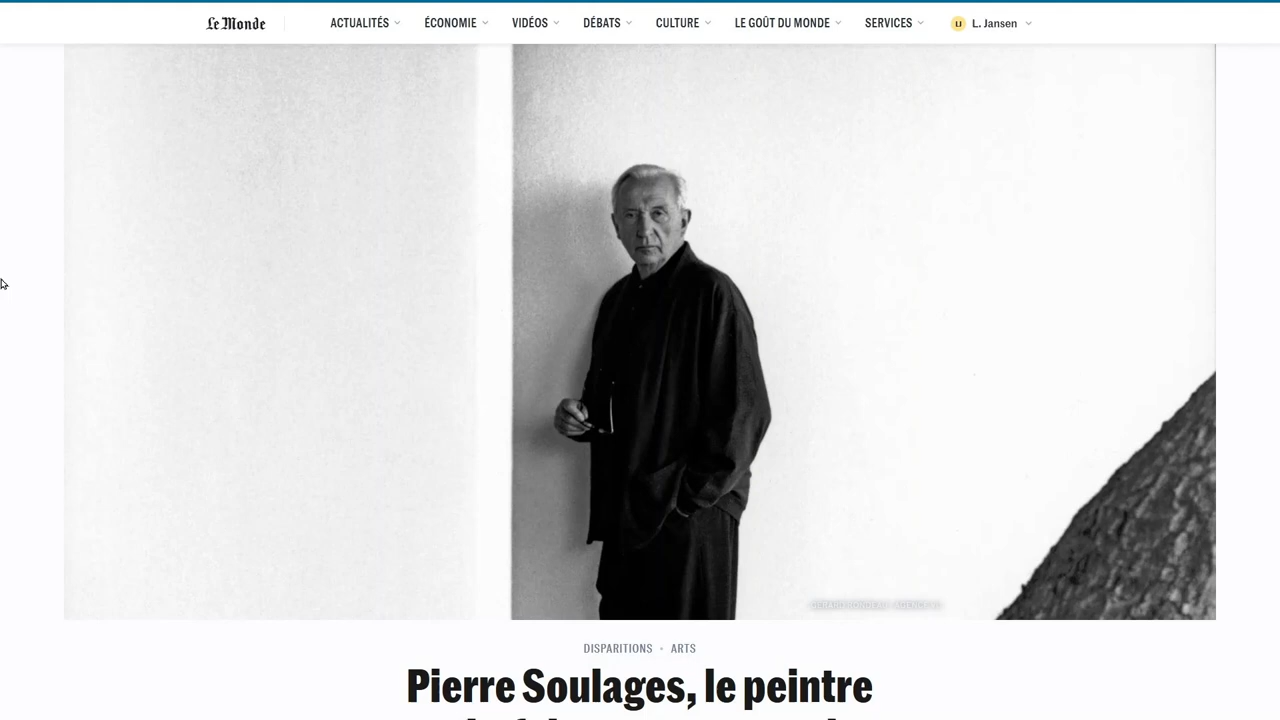 Le Monde
ACTUALITÉS ÉCONOMIE VIDÉOS DÉBATS CULTURE LE GOÛT DU MONDE SERVICES LJ L. Jansen
DISPARITIONS • ARTS
Pierre Soulages, le peintre